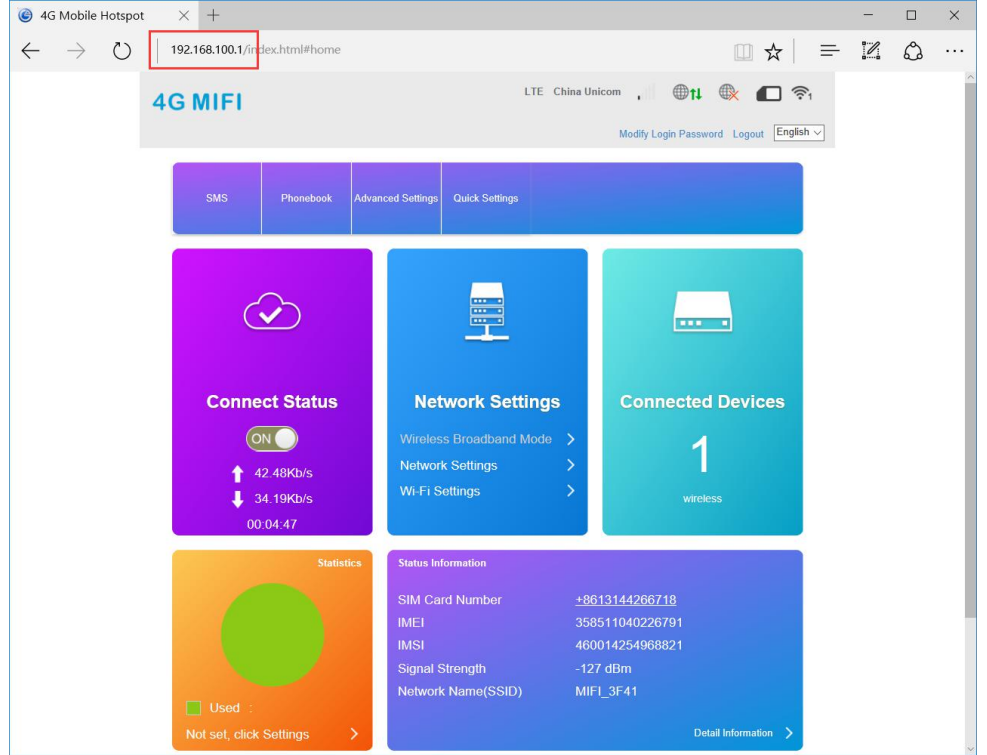 4G Mobile Hotspot
192.168.100.1/index.html#home
4G MIFI
LTE China Unicom
1
Modify Login Password Logout English
SMS Phonebook Advanced Settings Quick Settings
Connect Status
ON
42.48Kb/s
34.19Kb/s
00:04:47
Network Settings
Wireless Broadband Mode
Network Settings
Wi-Fi Settings
Connected Devices
1
wireless
Statistics
Used :
Not set, click Settings
Status Information
SIM Card Number +8613144266718
IMEI 358511040226791
IMSI 460014254968821
Signal Strength -127 dBm
Network Name(SSID) MIFI_3F41
Detail Information